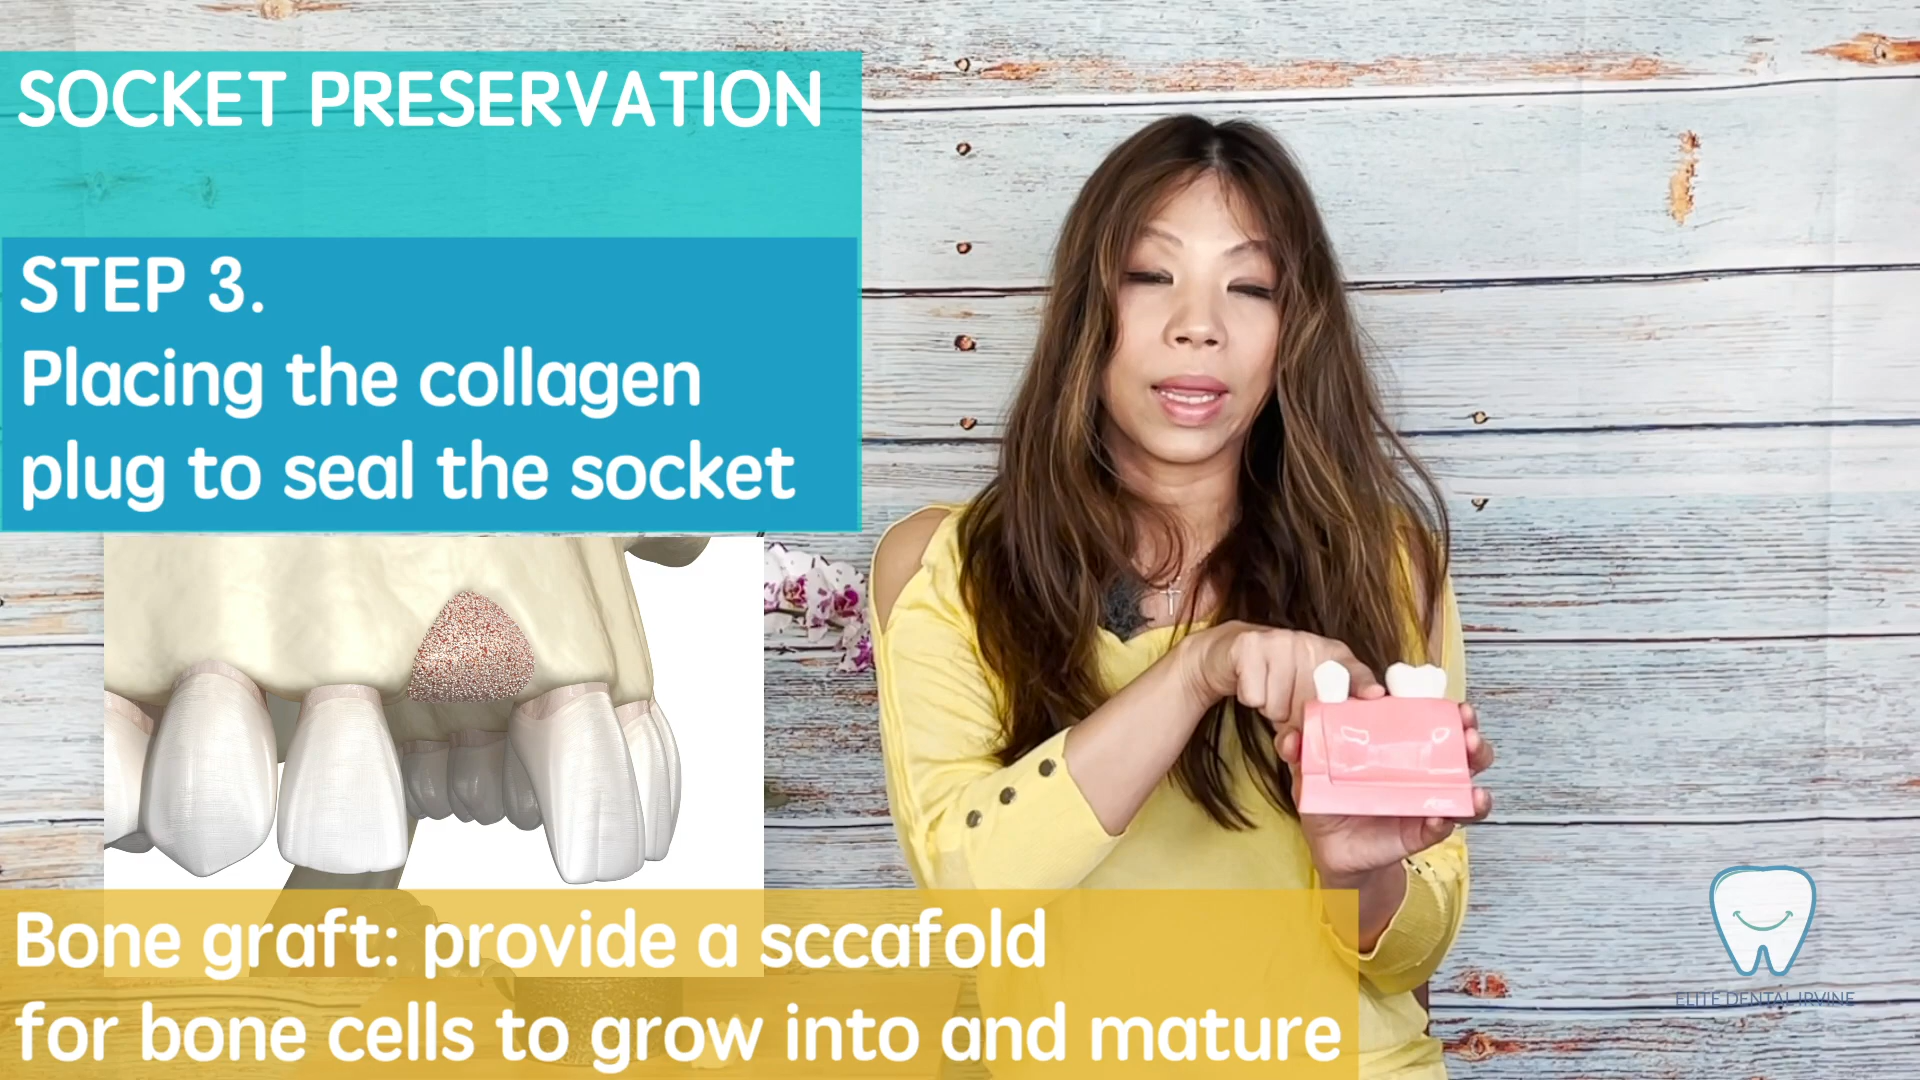 SOCKET PRESERVATION
STEP 3.
Placing the collagen
plug to seal the socket
Bone graft: provide a sccafold
for bone cells to grow into and mature
ELITE DENTAL IRVINE